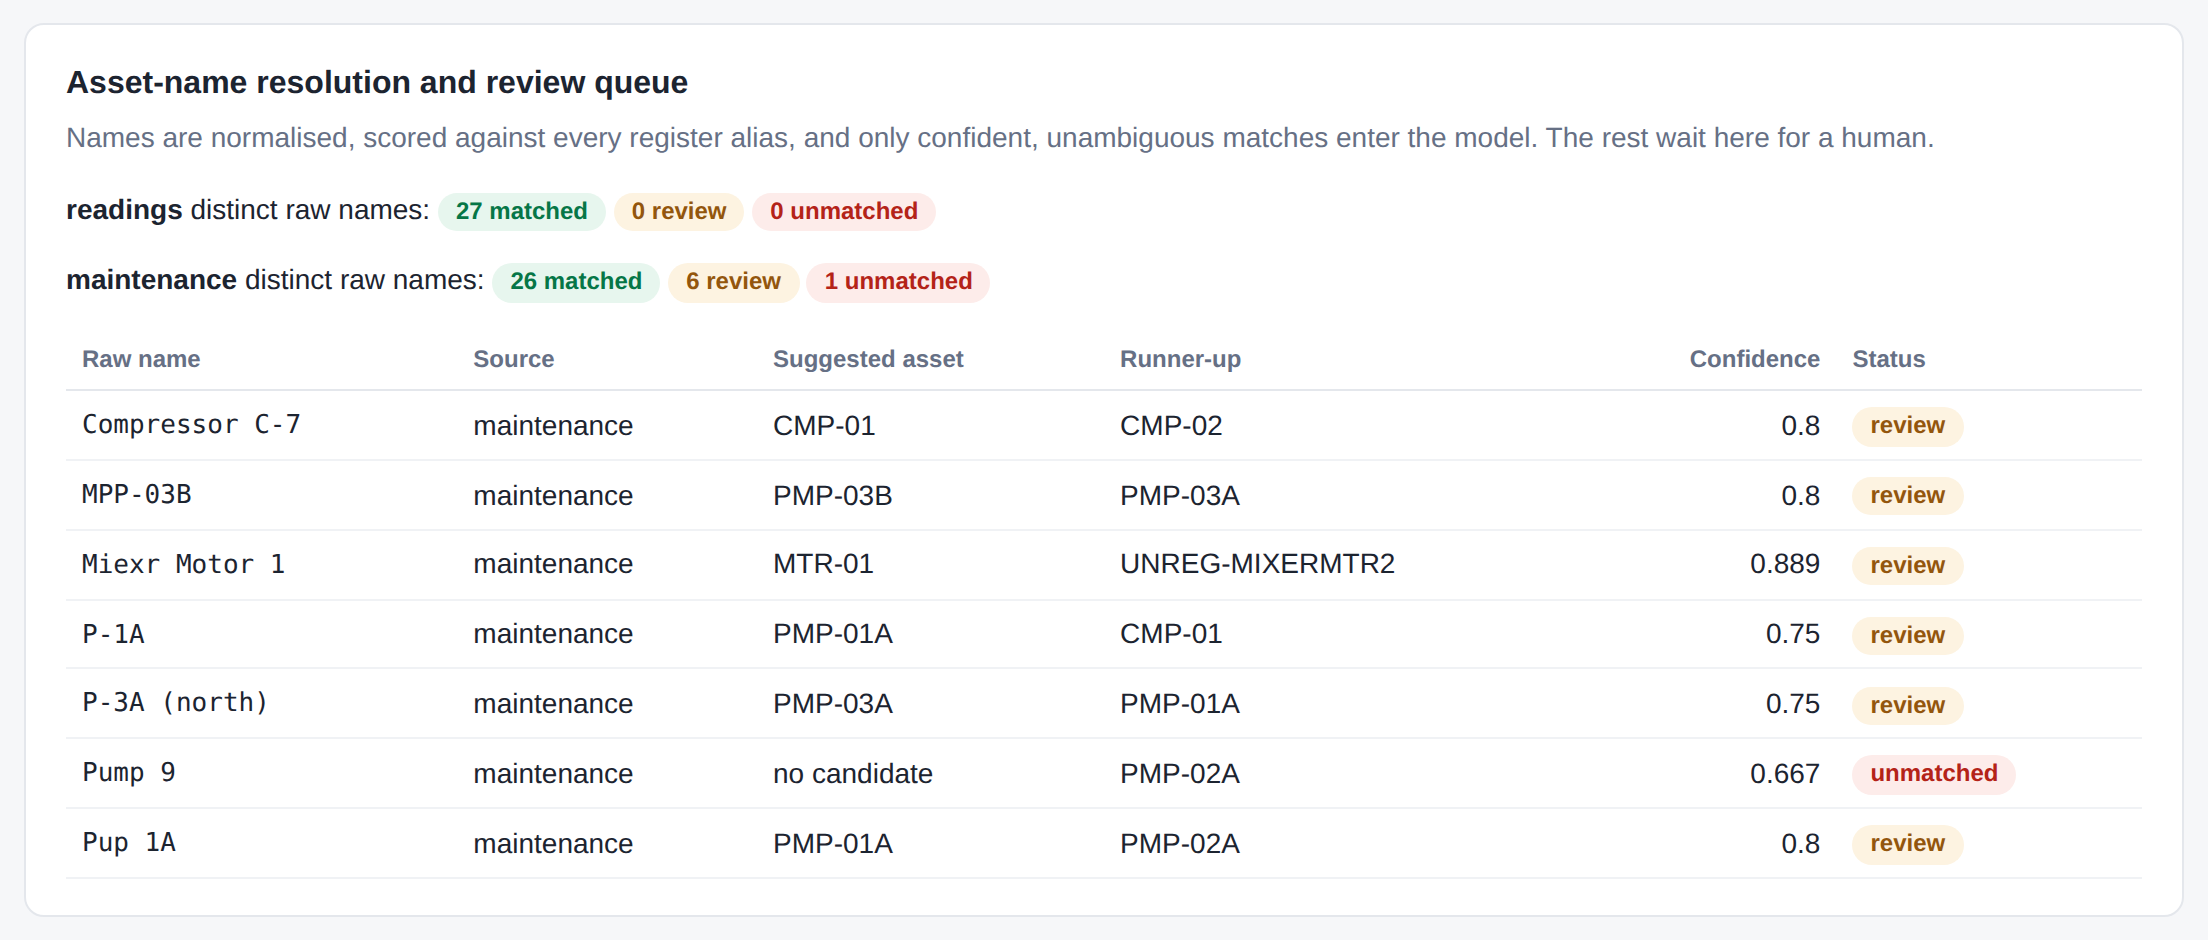 Asset-name resolution and review queue
Names are normalised, scored against every register alias, and only confident, unambiguous matches enter the model. The rest wait here for a human.
readings distinct raw names: 27 matched 0 review 0 unmatched
maintenance distinct raw names: 26 matched 6 review 1 unmatched
Raw name Source Suggested asset Runner-up Confidence Status
Compressor C-7 maintenance CMP-01 CMP-02 0.8 review
MPP-03B maintenance PMP-03B PMP-03A 0.8 review
Miexr Motor 1 maintenance MTR-01 UNREG-MIXERMTR2 0.889 review
P-1A maintenance PMP-01A CMP-01 0.75 review
P-3A (north) maintenance PMP-03A PMP-01A 0.75 review
Pump 9 maintenance no candidate PMP-02A 0.667 unmatched
Pup 1A maintenance PMP-01A PMP-02A 0.8 review